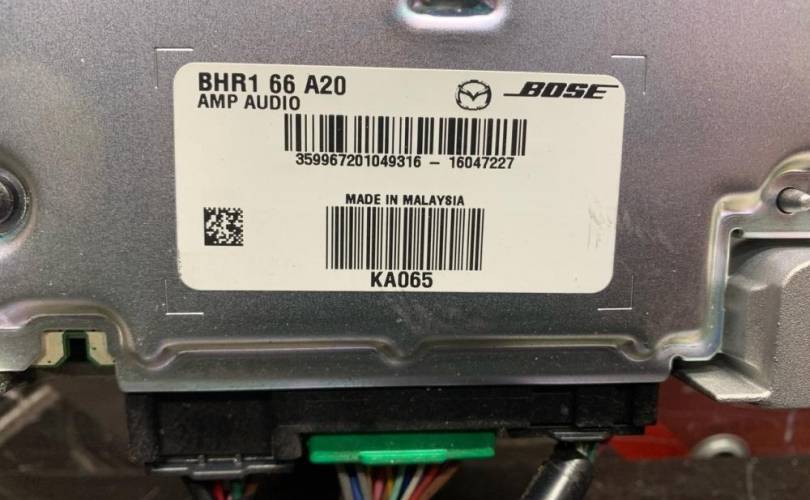 BHR1 66 A20
AMP AUDIO
BOSE
359967201049316 - 16047227
MADE IN MALAYSIA
KA065